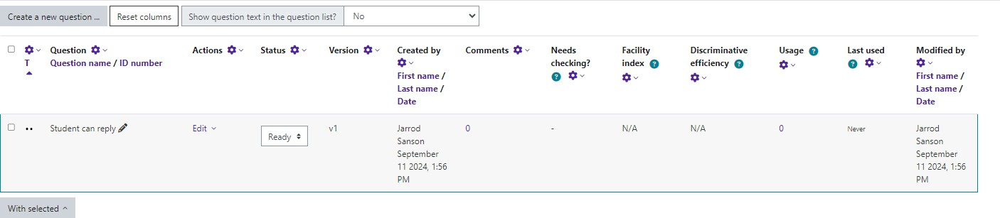 Create a new question ...
Reset columns
Show question text in the question list?
No
T
Question
Question name / ID number
Actions
Status
Version
Created by
First name /
Last name /
Date
Comments
Needs
checking?
?
Facility
index ?
Discriminative
efficiency ?
Usage ?
Last used
?
Modified by
First name /
Last name /
Date
Student can reply
Edit
Ready
v1
Jarrod
Sanson
September
11 2024, 1:56
PM
0
-
N/A
N/A
0
Never
Jarrod
Sanson
September
11 2024, 1:56
PM
With selected